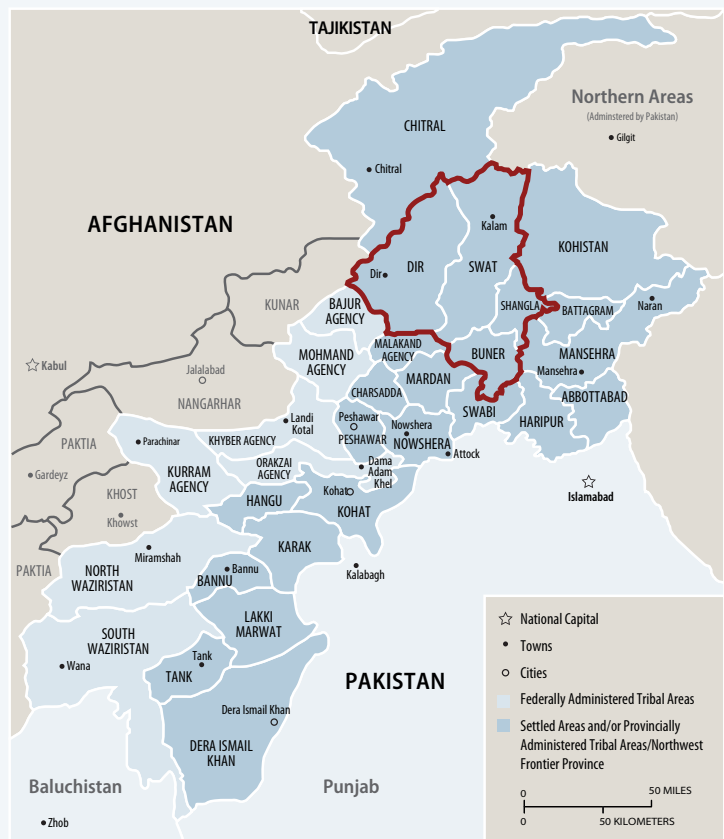 TAJIKISTAN
Northern Areas
(Adminstered by Pakistan)
Gilgit
CHITRAL
Chitral
AFGHANISTAN
Kalam
KOHISTAN
DIR
Dir
SWAT
KUNAR
BAJUR
AGENCY
SHANGLA
BATTAGRAM
Naran
MALAKAND
AGENCY
MOHMAND
AGENCY
BUNER
MANSEHRA
Mansehra
Kabul
Jalalabad
NANGARHAR
CHARSADDA
MARDAN
ABBOTTABAD
SWABI
HARIPUR
Landi
Kotal
Peshawar
PESHAWAR
Nowshera
NOWSHERA
Attock
PAKTIA
Parachinar
KHYBER AGENCY
Gardeyz
KURRAM
AGENCY
ORAKZAI
AGENCY
Dama
Adam
Khel
Islamabad
KHOST
Khowst
HANGU
Kohat
KOHAT
PAKTIA
NORTH
WAZIRISTAN
Miramshah
KARAK
BANNU
Bannu
Kalabagh
LAKKI
MARWAT
SOUTH
WAZIRISTAN
Wana
Tank
TANK
PAKISTAN
Dera Ismail Khan
DERA ISMAIL
KHAN
Baluchistan
Punjab
Zhob
National Capital
Towns
Cities
Federally Administered Tribal Areas
Settled Areas and/or Provincially
Administered Tribal Areas/Northwest
Frontier Province
0 50 MILES
0 50 KILOMETERS